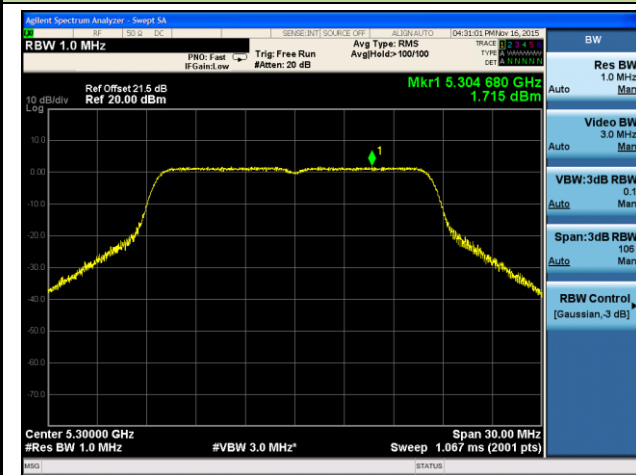 Agilent Spectrum Analyzer - Swept SA
RF 50 Ω DC SENSE:INT SOURCE OFF ALIGN AUTO 04:31:01 PM Nov 16, 2015
RBW 1.0 MHz
PNO: Fast
IFGain:Low
Trig: Free Run
#Atten: 20 dB
Avg Type: RMS
Avg|Hold:>100/100
TRACE 1 2 3 4 5 6
TYPE A WWWWW
DET A N N N N N
Ref Offset 21.5 dB
Ref 20.00 dBm
10 dB/div
Log
Mkr1 5.304 680 GHz
1.715 dBm
10.0
0.00
-10.0
-20.0
-30.0
-40.0
-50.0
-60.0
-70.0
1
Center 5.30000 GHz
#Res BW 1.0 MHz
#VBW 3.0 MHz*
Span 30.00 MHz
Sweep 1.067 ms (2001 pts)
MSG
STATUS
BW
Res BW
1.0 MHz
Auto Man
Video BW
3.0 MHz
Auto Man
VBW:3dB RBW
0.1
Auto Man
Span:3dB RBW
106
Auto Man
RBW Control
[Gaussian,-3 dB]